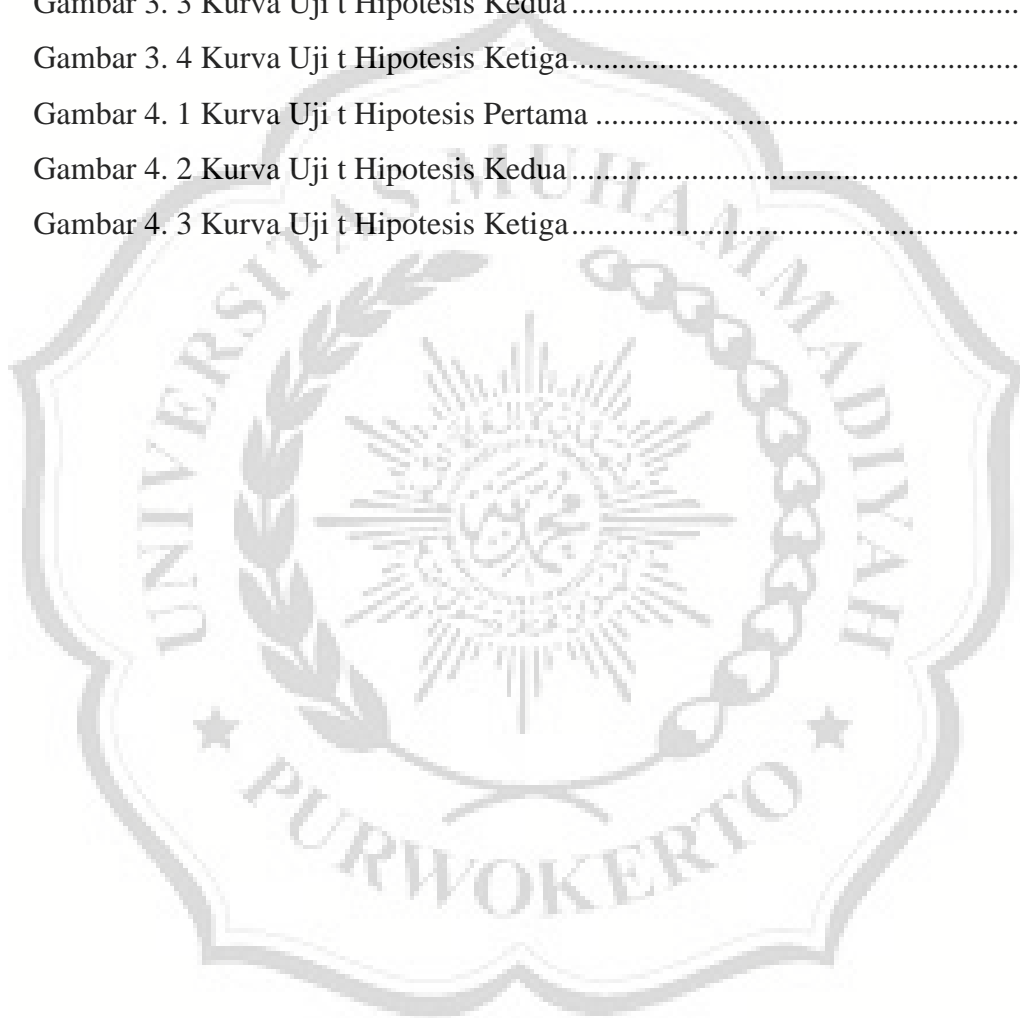 Gambar 3. 3 Kurva Uji t Hipotesis Kedua
Gambar 3. 4 Kurva Uji t Hipotesis Ketiga
Gambar 4. 1 Kurva Uji t Hipotesis Pertama
Gambar 4. 2 Kurva Uji t Hipotesis Kedua
Gambar 4. 3 Kurva Uji t Hipotesis Ketiga
UNIVERSITAS MUHAMMADIYAH
PURWOKERTO